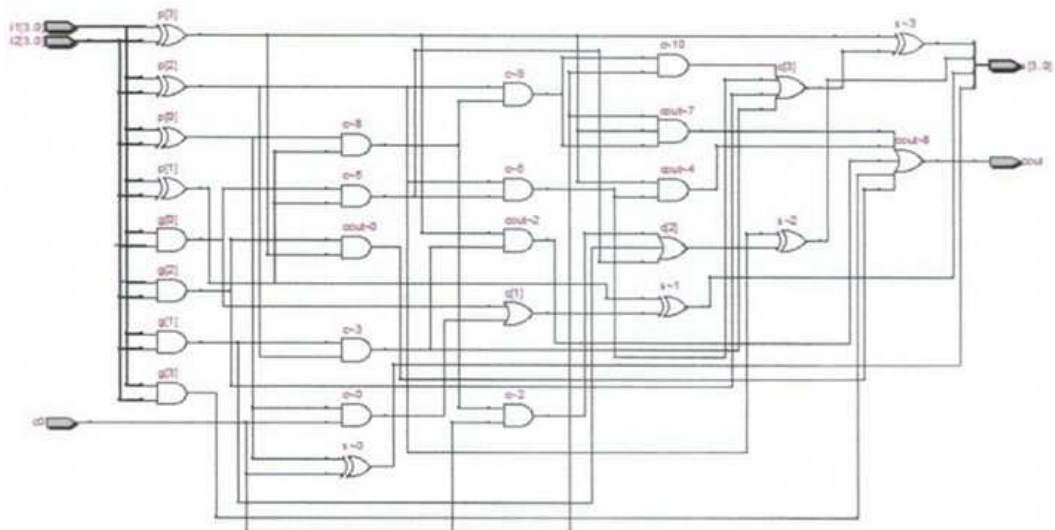 i1[3..0]
i2[3..0]
p[3]
p[2]
p[0]
p[1]
g[0]
g[2]
g[1]
g[3]
c~8
c~5
cout~3
c~3
c~0
s~0
c~9
c~6
cout~2
c[1]
c~2
c~10
cout~7
cout~4
c[2]
s~1
c[3]
s~2
s~3
cout~8
s[3..0]
cout